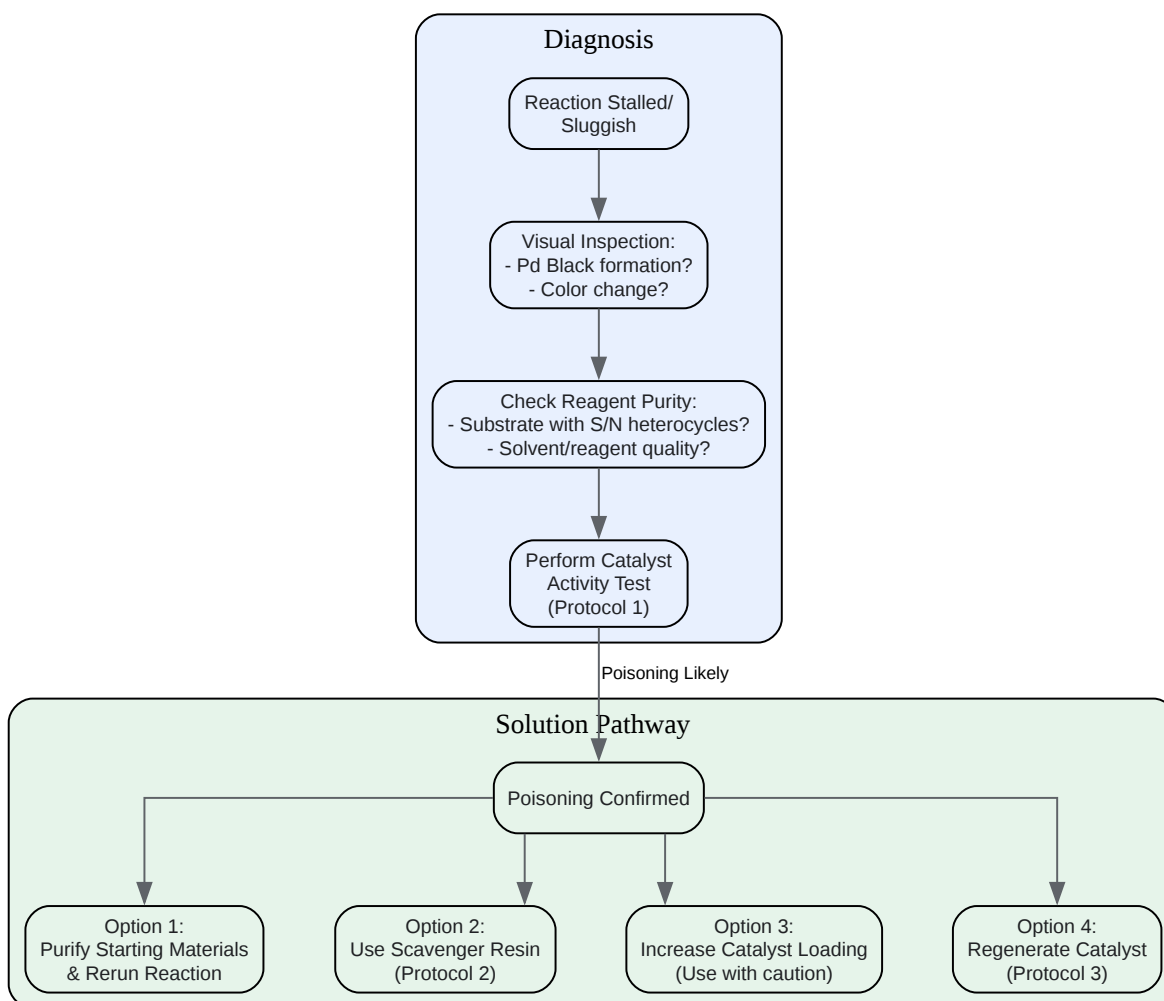 Diagnosis
Reaction Stalled/
Sluggish
Visual Inspection:
- Pd Black formation?
- Color change?
Check Reagent Purity:
- Substrate with S/N heterocycles?
- Solvent/reagent quality?
Perform Catalyst
Activity Test
(Protocol 1)
Poisoning Likely
Solution Pathway
Poisoning Confirmed
Option 1:
Purify Starting Materials
& Rerun Reaction
Option 2:
Use Scavenger Resin
(Protocol 2)
Option 3:
Increase Catalyst Loading
(Use with caution)
Option 4:
Regenerate Catalyst
(Protocol 3)